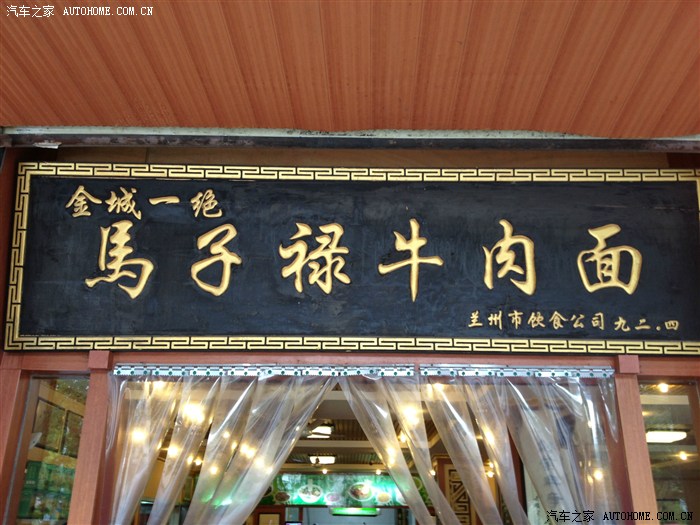 汽车之家 AUTOHOME.COM.CN
金城一绝
馬子禄牛肉面
兰州市饮食公司 九二.四
汽车之家 AUTOHOME.COM.CN